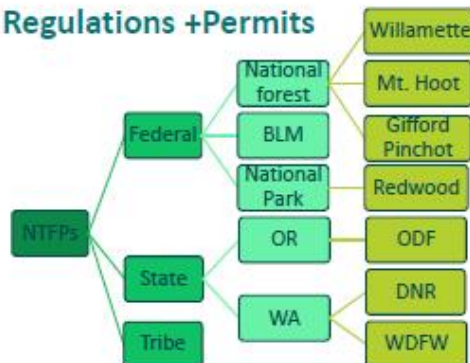 Regulations +Permits
Willamette
National
forest
Mt. Hoot
Federal
BLM
Gifford
Pinchot
National
Park
Redwood
NTFPs
OR
ODF
State
DNR
WA
Tribe
WDFW